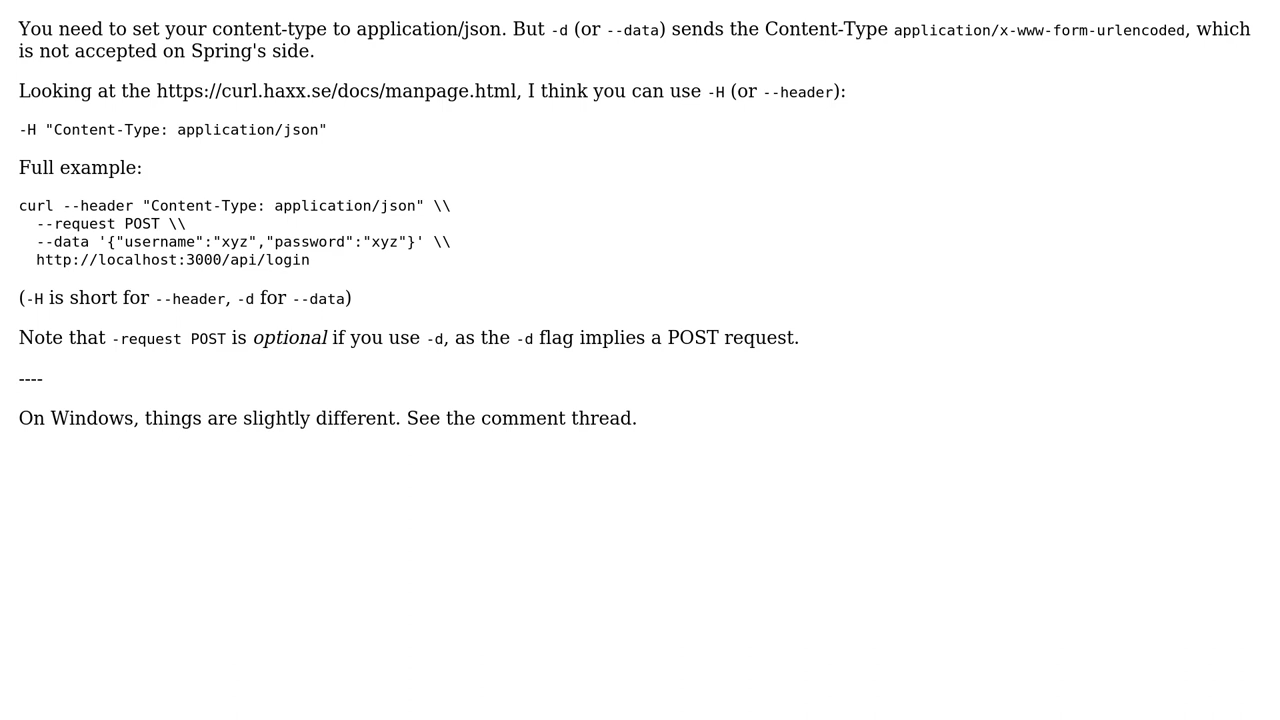 You need to set your content-type to application/json. But -d (or --data) sends the Content-Type application/x-www-form-urlencoded, which
is not accepted on Spring's side.
Looking at the https://curl.haxx.se/docs/manpage.html, I think you can use -H (or --header):
-H "Content-Type: application/json"
Full example:
curl --header "Content-Type: application/json" \\
  --request POST \\
  --data '{"username":"xyz","password":"xyz"}' \\
  http://localhost:3000/api/login
(-H is short for --header, -d for --data)
Note that -request POST is optional if you use -d, as the -d flag implies a POST request.
----
On Windows, things are slightly different. See the comment thread.